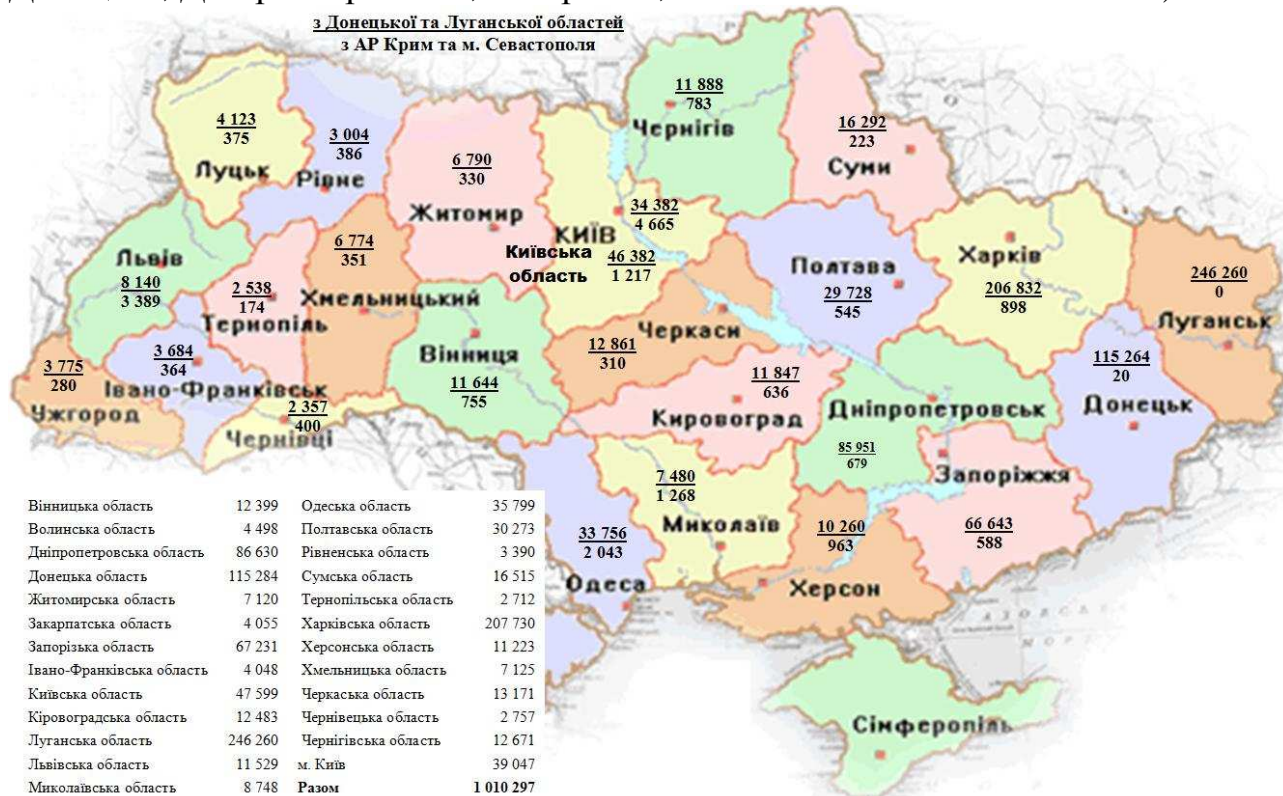 з Донецької та Луганської областей
з АР Крим та м. Севастополя
11 888
783
Чернігів
16 292
223
Суми
4 123
375
Луцьк
3 004
386
Рівне
6 790
330
Житомир
КИЇВ
34 382
4 665
Київська
область
46 382
1 217
Львів
8 140
3 389
2 538
174
Тернопіль
6 774
351
Хмельницький
Полтава
29 728
545
Харків
206 832
898
246 260
0
Луганськ
3 775
280
Ужгород
3 684
364
Івано-Франківськ
2 357
400
Чернівці
Вінниця
11 644
755
Черкаси
12 861
310
11 847
636
Кировоград
Дніпропетровськ
85 951
679
115 264
20
Донецьк
Запоріжжя
66 643
588
7 480
1 268
Миколаїв
10 260
963
Херсон
33 756
2 043
Одеса
Сімферопіль
Вінницька область 12 399 Одеська область 35 799
Волинська область 4 498 Полтавська область 30 273
Дніпропетровська область 86 630 Рівненська область 3 390
Донецька область 115 284 Сумська область 16 515
Житомирська область 7 120 Тернопільська область 2 712
Закарпатська область 4 055 Харківська область 207 730
Запорізька область 67 231 Херсонська область 11 223
Івано-Франківська область 4 048 Хмельницька область 7 125
Київська область 47 599 Черкаська область 13 171
Кіровоградська область 12 483 Чернівецька область 2 757
Луганська область 246 260 Чернігівська область 12 671
Львівська область 11 529 м. Київ 39 047
Миколаївська область 8 748 Разом 1 010 297